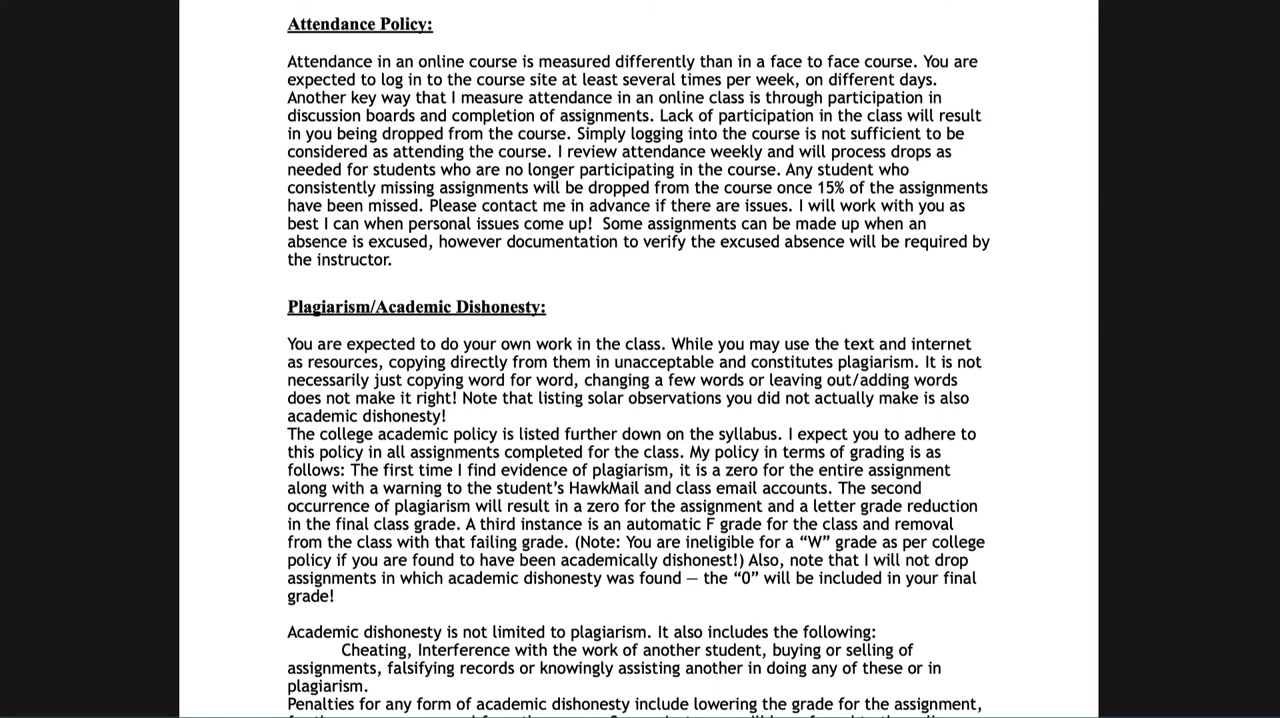 Attendance Policy:
Attendance in an online course is measured differently than in a face to face course. You are
expected to log in to the course site at least several times per week, on different days.
Another key way that I measure attendance in an online class is through participation in
discussion boards and completion of assignments. Lack of participation in the class will result
in you being dropped from the course. Simply logging into the course is not sufficient to be
considered as attending the course. I review attendance weekly and will process drops as
needed for students who are no longer participating in the course. Any student who
consistently missing assignments will be dropped from the course once 15% of the assignments
have been missed. Please contact me in advance if there are issues. I will work with you as
best I can when personal issues come up!  Some assignments can be made up when an
absence is excused, however documentation to verify the excused absence will be required by
the instructor.
Plagiarism/Academic Dishonesty:
You are expected to do your own work in the class. While you may use the text and internet
as resources, copying directly from them in unacceptable and constitutes plagiarism. It is not
necessarily just copying word for word, changing a few words or leaving out/adding words
does not make it right! Note that listing solar observations you did not actually make is also
academic dishonesty!
The college academic policy is listed further down on the syllabus. I expect you to adhere to
this policy in all assignments completed for the class. My policy in terms of grading is as
follows: The first time I find evidence of plagiarism, it is a zero for the entire assignment
along with a warning to the student’s HawkMail and class email accounts. The second
occurrence of plagiarism will result in a zero for the assignment and a letter grade reduction
in the final class grade. A third instance is an automatic F grade for the class and removal
from the class with that failing grade. (Note: You are ineligible for a “W” grade as per college
policy if you are found to have been academically dishonest!) Also, note that I will not drop
assignments in which academic dishonesty was found — the “0” will be included in your final
grade!
Academic dishonesty is not limited to plagiarism. It also includes the following:
Cheating, Interference with the work of another student, buying or selling of
assignments, falsifying records or knowingly assisting another in doing any of these or in
plagiarism.
Penalties for any form of academic dishonesty include lowering the grade for the assignment,